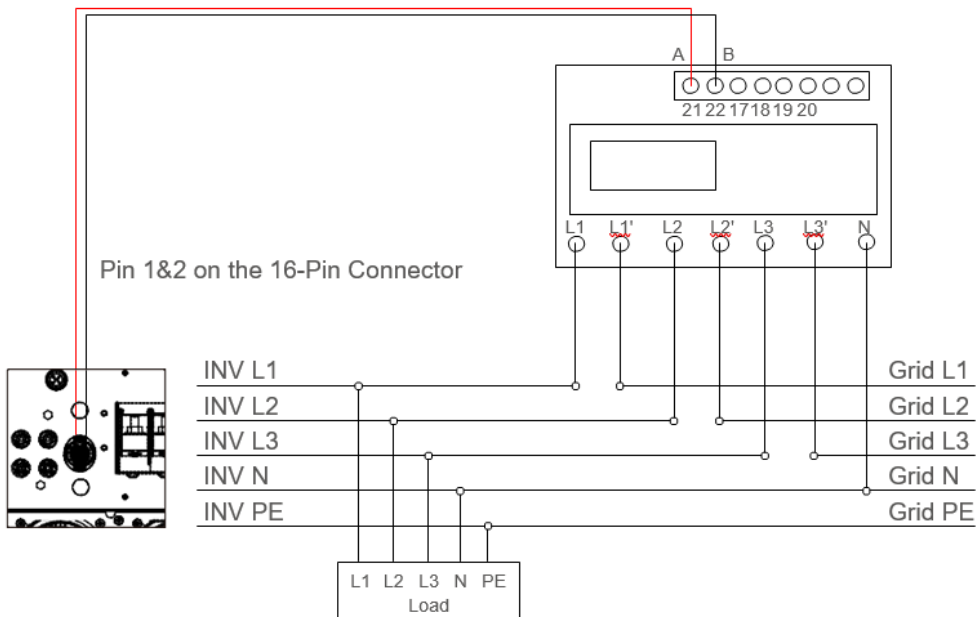 A B
21 22 17 18 19 20
L1 L1' L2 L2' L3 L3' N
Pin 1&2 on the 16-Pin Connector
INV L1 Grid L1
INV L2 Grid L2
INV L3 Grid L3
INV N Grid N
INV PE Grid PE
L1 L2 L3 N PE
Load